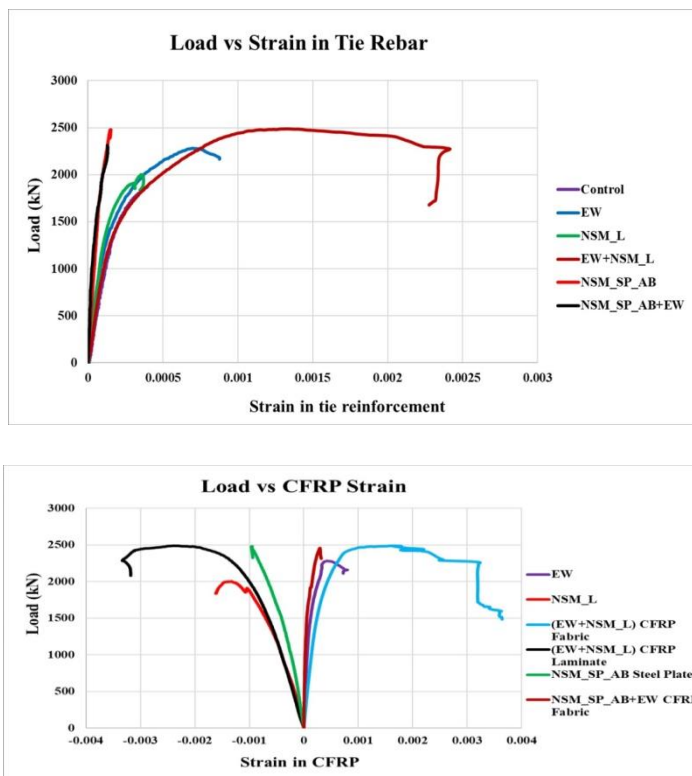 Load vs Strain in Tie Rebar
3000
2500
2000
1500
1000
500
0
Load (kN)
0
0.0005
0.001
0.0015
0.002
0.0025
0.003
Strain in tie reinforcement
Control
EW
NSM_L
EW+NSM_L
NSM_SP_AB
NSM_SP_AB+EW
Load vs CFRP Strain
3000
2500
2000
1500
1000
500
0
Load (kN)
-0.004
-0.003
-0.002
-0.001
0
0.001
0.002
0.003
0.004
Strain in CFRP
EW
NSM_L
(EW+NSM_L) CFRP
Fabric
(EW+NSM_L) CFRP
Laminate
NSM_SP_AB Steel Plate
NSM_SP_AB+EW CFR
Fabric